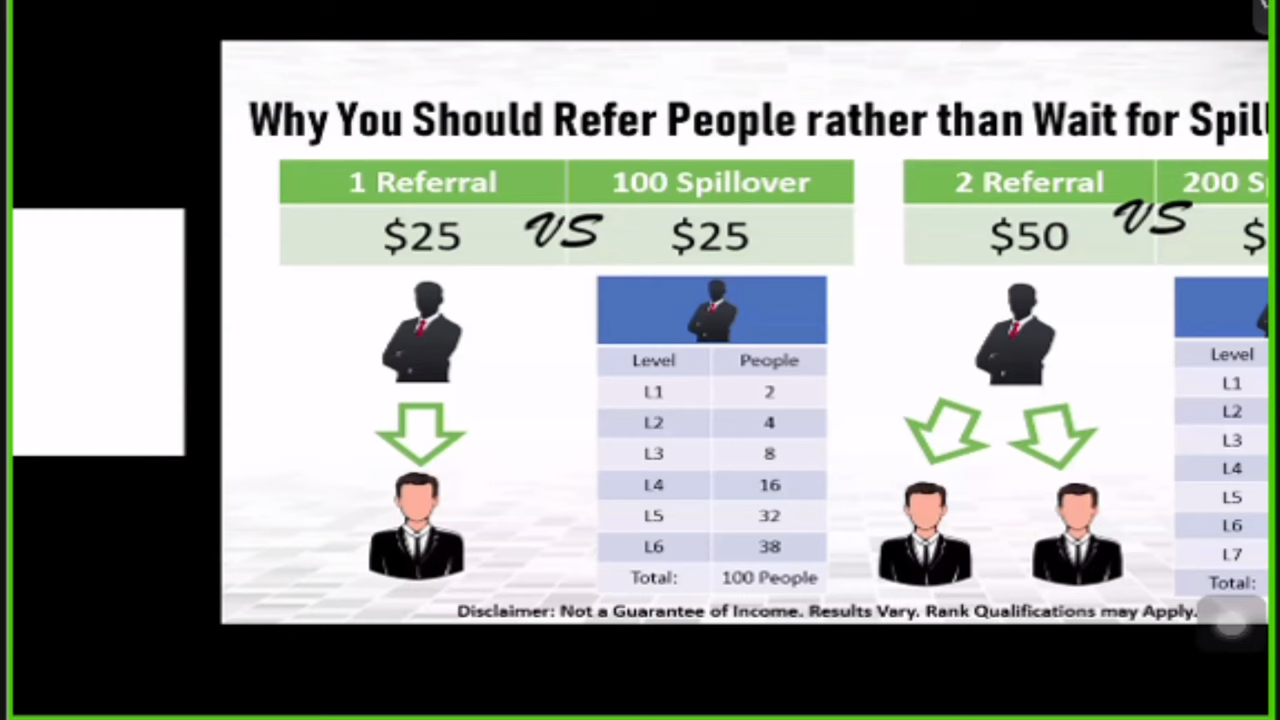 Why You Should Refer People rather than Wait for Spil
1 Referral 100 Spillover 2 Referral 200 S
$25 VS $25 $50 VS $
Level People Level
L1 2 L1
L2 4 L2
L3 8 L3
L4 16 L4
L5 32 L5
L6 38 L6
L7
Total: 100 People Total:
Disclaimer: Not a Guarantee of Income. Results Vary. Rank Qualifications may Apply.